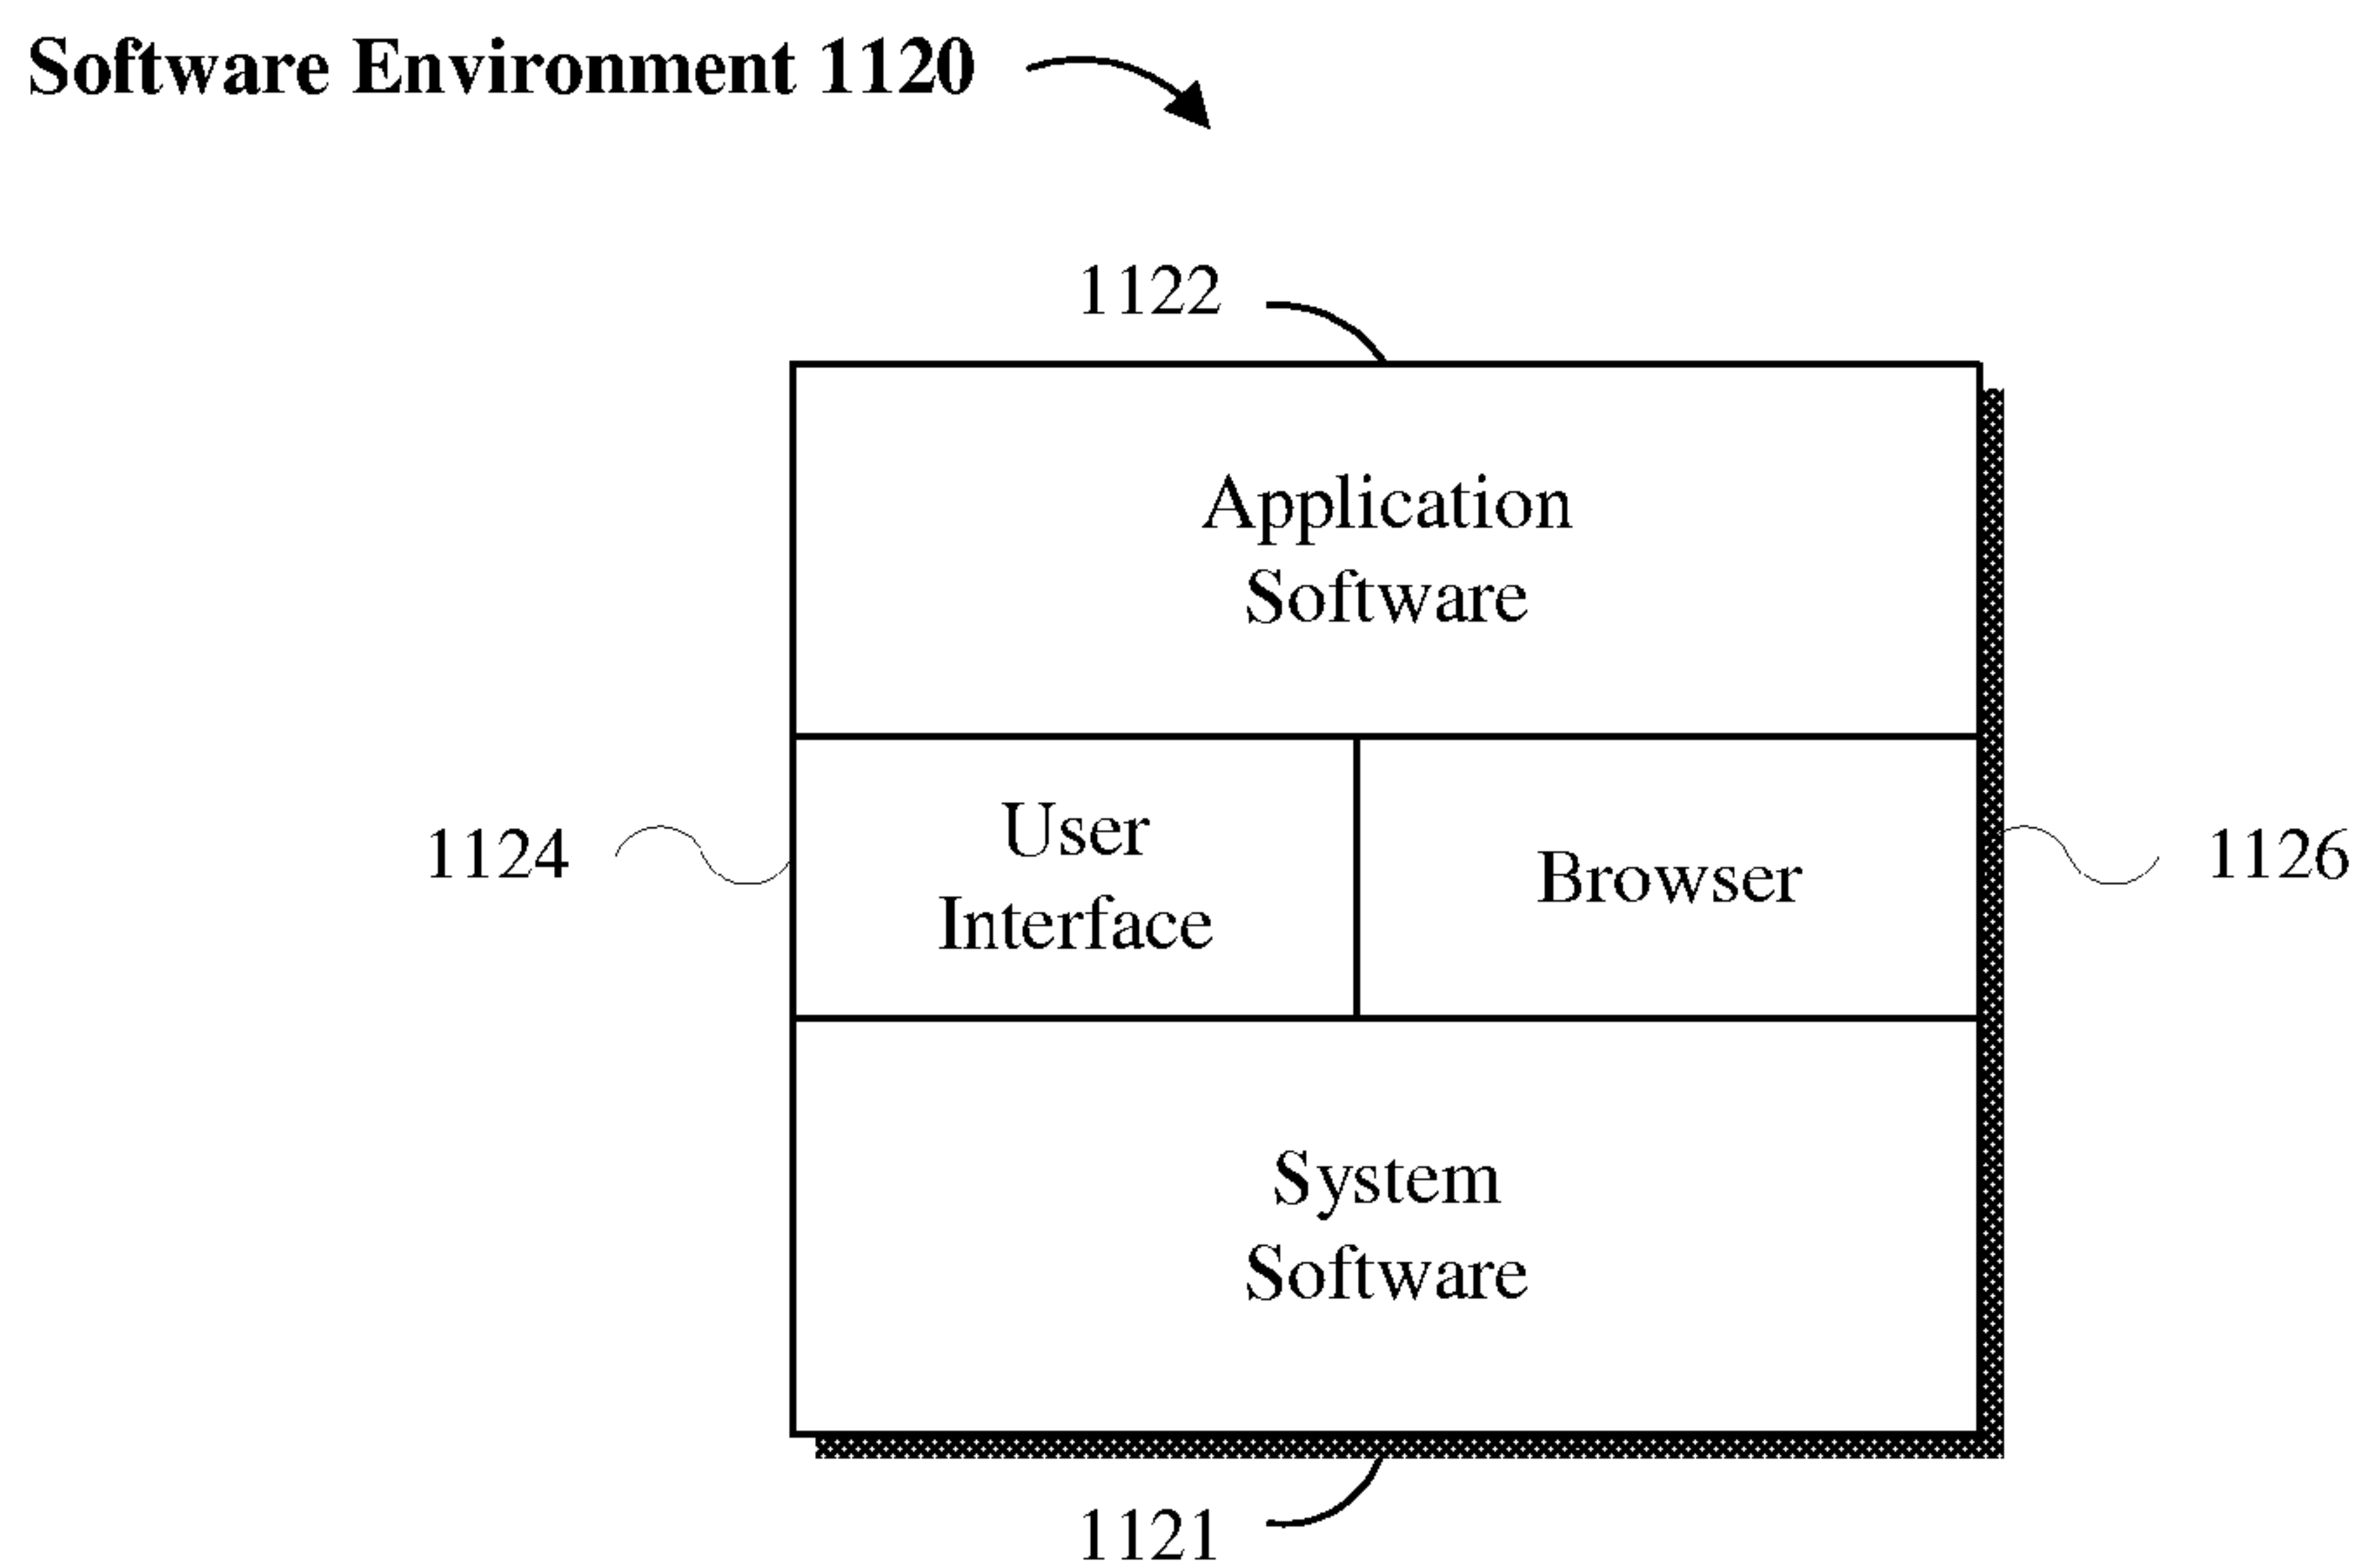 Software Environment 1120
1122
Application
Software
1124
User
Interface
Browser
1126
System
Software
1121